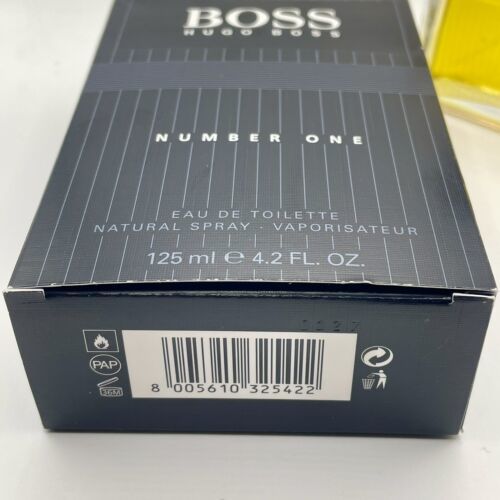 BOSS
HUGO BOSS
NUMBER ONE
EAU DE TOILETTE
NATURAL SPRAY · VAPORISATEUR
125 ml ℮ 4.2 FL. OZ.
PAP
36M
8 005610 325422